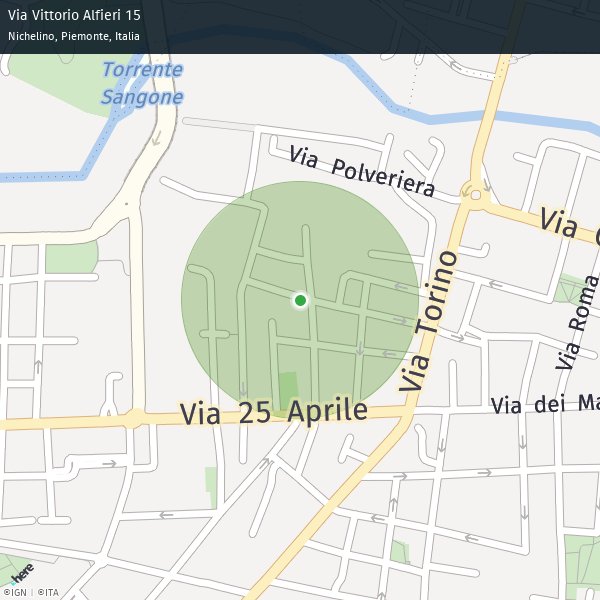 Via Vittorio Alfieri 15
Nichelino, Piemonte, Italia
Torrente
Sangone
Via Polveriera
Via
Via Torino
Via Roma
Via 25 Aprile
Via dei Ma
here
©IGN | ©ITA